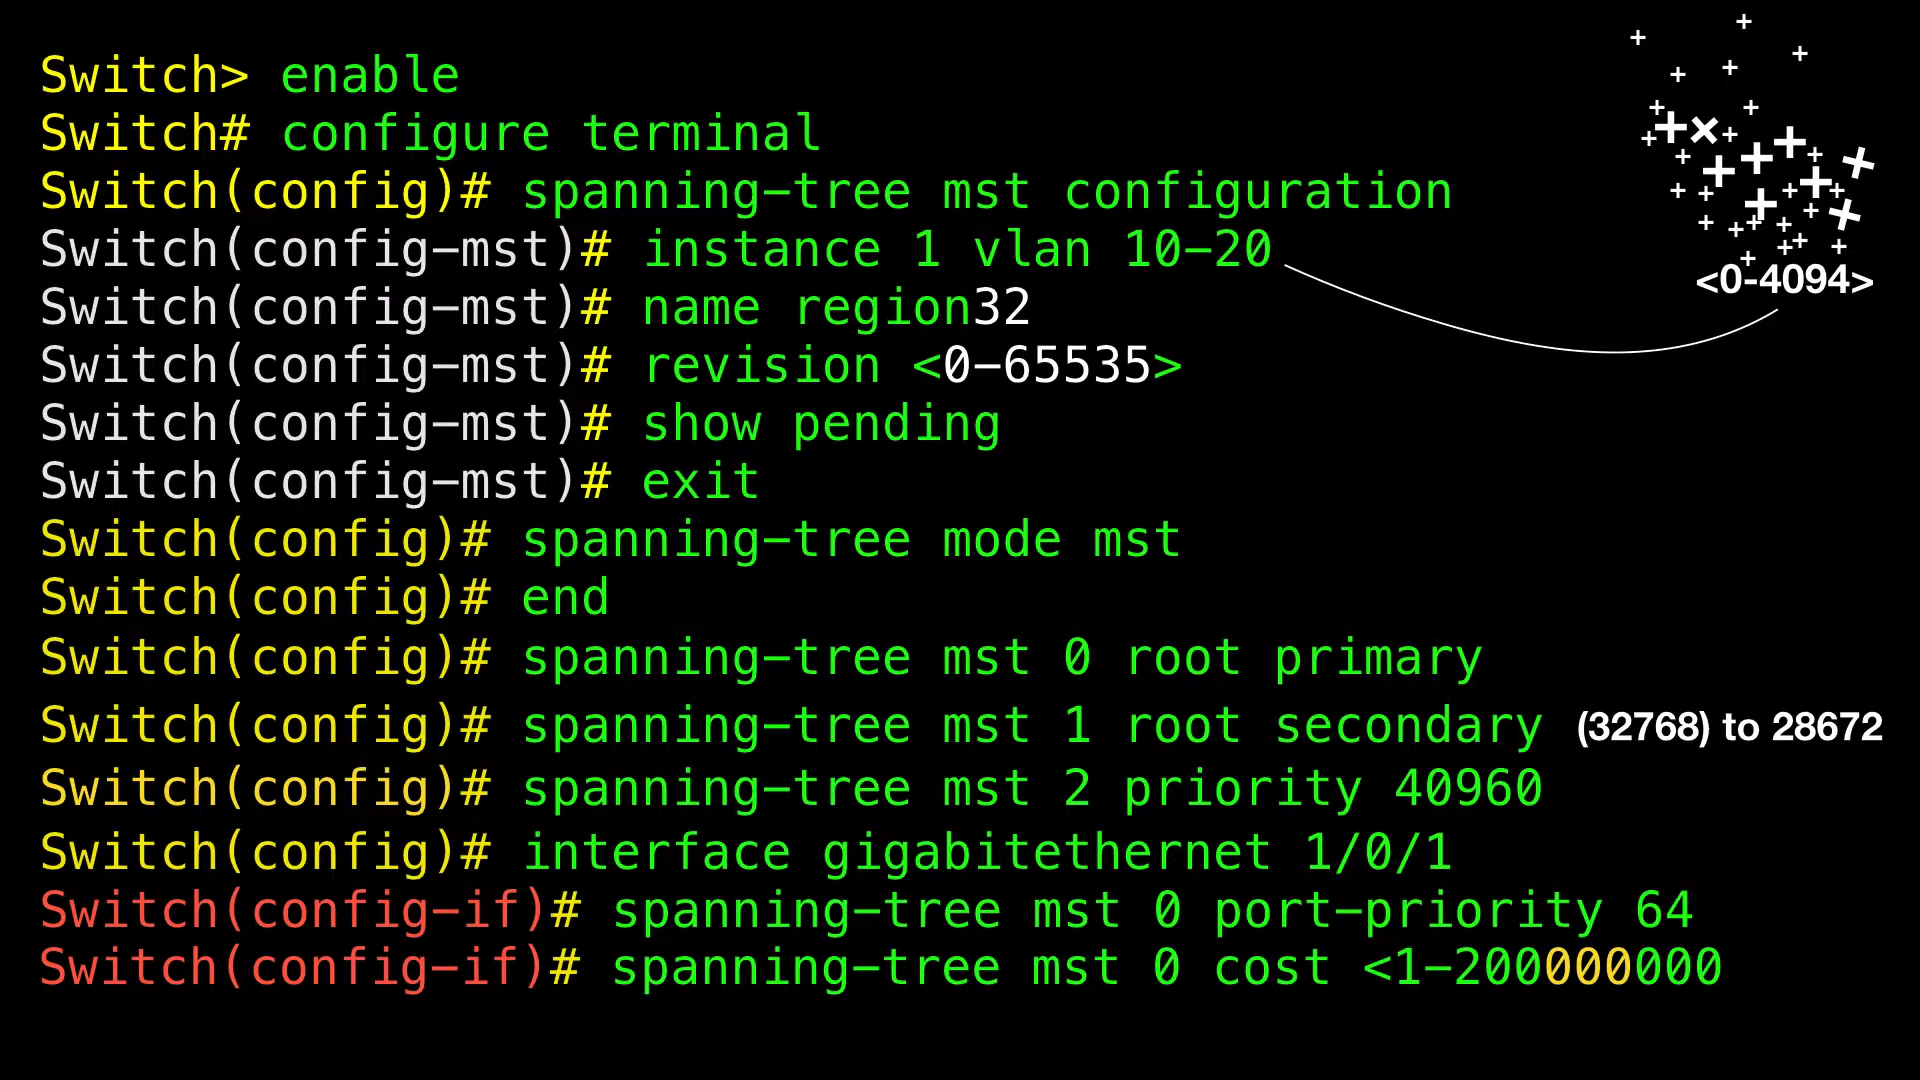 Switch> enable
Switch# configure terminal
Switch(config)# spanning-tree mst configuration
Switch(config-mst)# instance 1 vlan 10-20
<0-4094>
Switch(config-mst)# name region32
Switch(config-mst)# revision <0-65535>
Switch(config-mst)# show pending
Switch(config-mst)# exit
Switch(config)# spanning-tree mode mst
Switch(config)# end
Switch(config)# spanning-tree mst 0 root primary
Switch(config)# spanning-tree mst 1 root secondary (32768) to 28672
Switch(config)# spanning-tree mst 2 priority 40960
Switch(config)# interface gigabitethernet 1/0/1
Switch(config-if)# spanning-tree mst 0 port-priority 64
Switch(config-if)# spanning-tree mst 0 cost <1-200000000